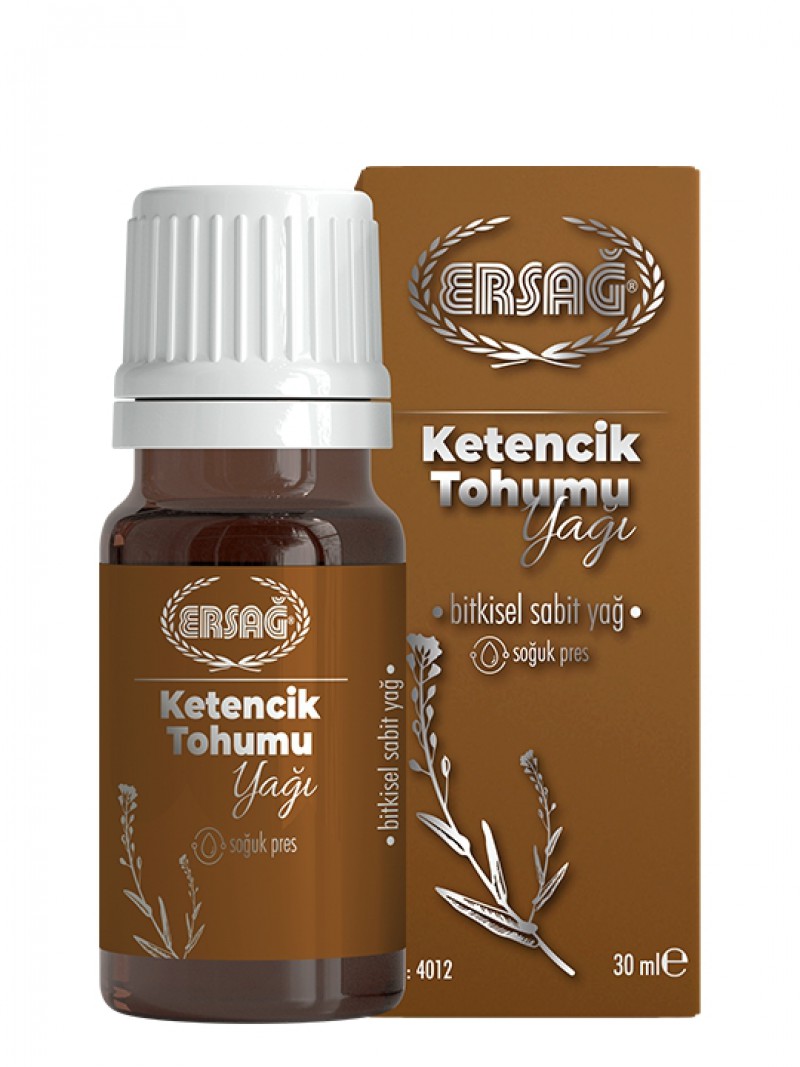 ERSAĞ®
Ketencik
Tohumu
Yağı
• bitkisel sabit yağ •
soğuk pres
: 4012
30 ml℮
ERSAĞ®
Ketencik
Tohumu
Yağı
soğuk pres
• bitkisel sabit yağ •